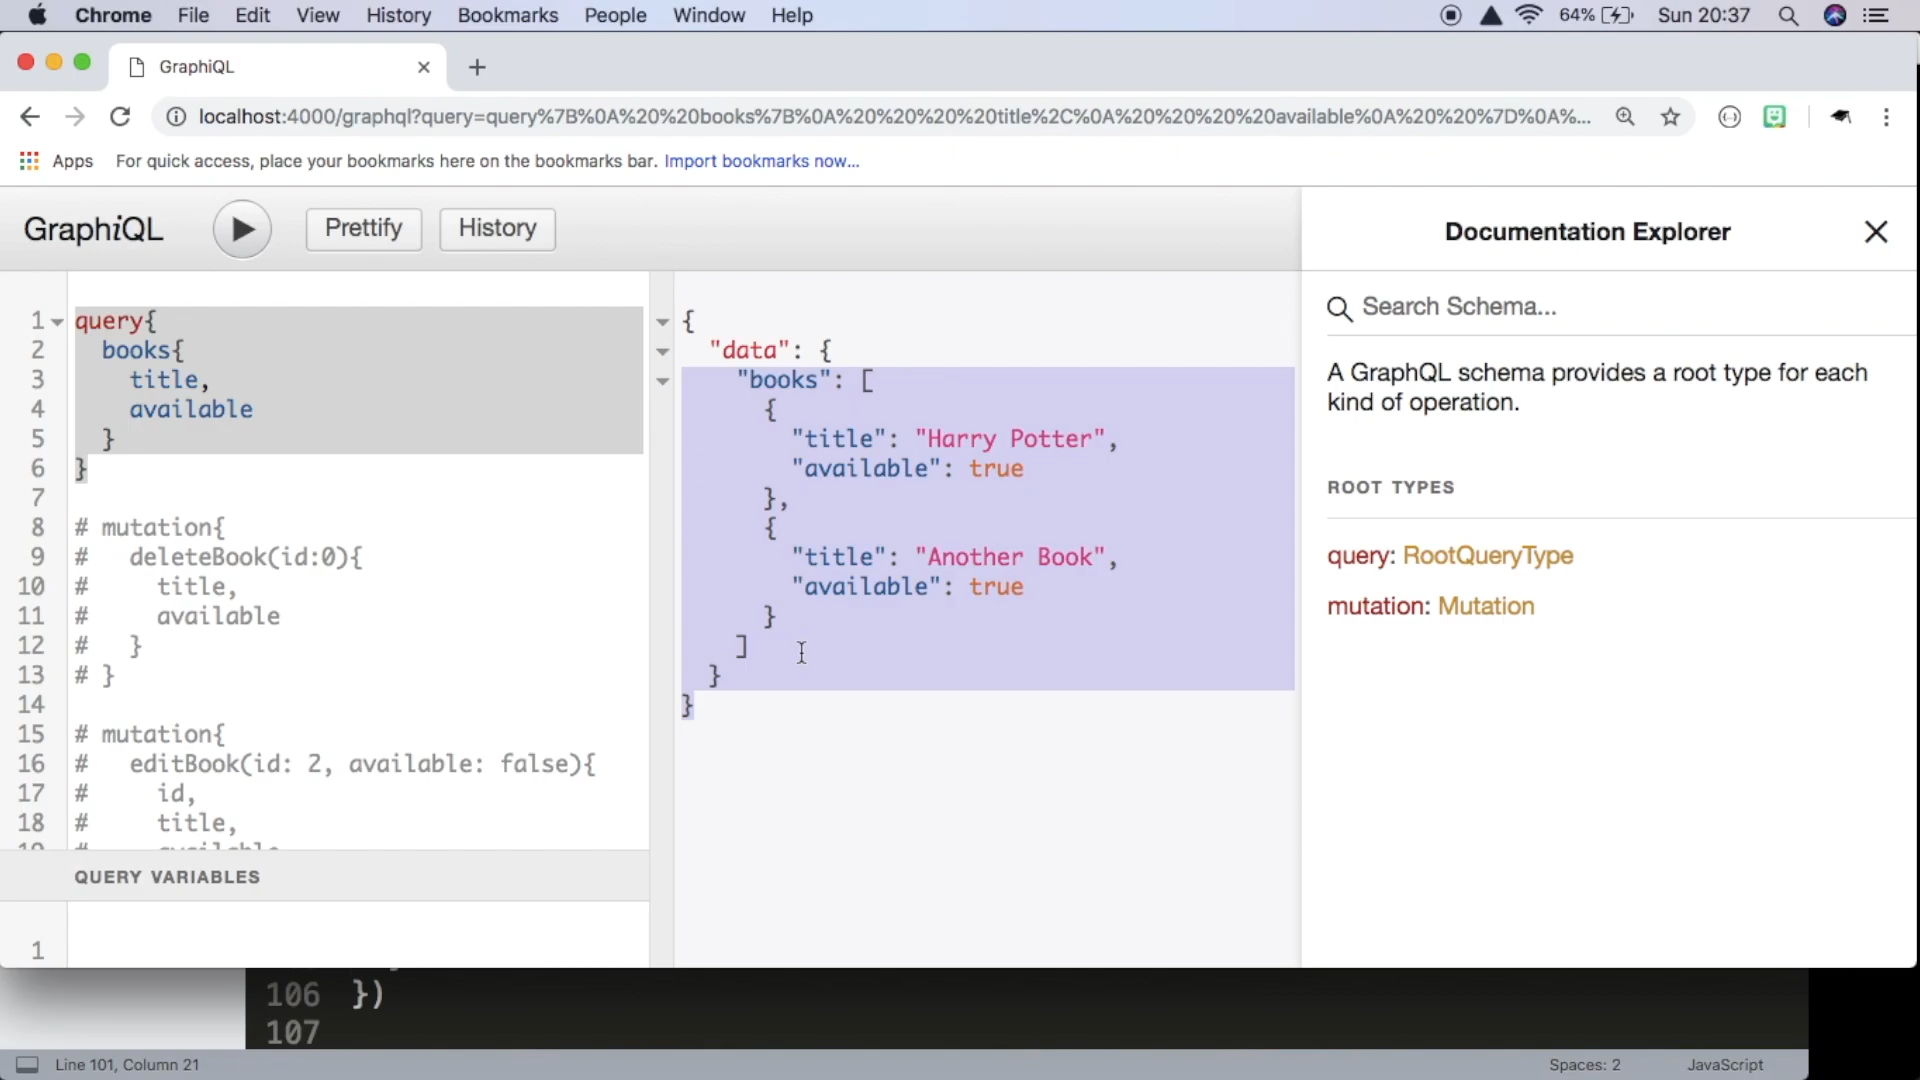 Chrome File Edit View History Bookmarks People Window Help 64% Sun 20:37
GraphiQL
localhost:4000/graphql?query=query%7B%0A%20%20books%7B%0A%20%20%20%20title%2C%0A%20%20%20%20available%0A%20%20%7D%0A%...
Apps For quick access, place your bookmarks here on the bookmarks bar. Import bookmarks now...
GraphiQL Prettify History
1 query{
2 books{
3 title,
4 available
5 }
6 }
7
8 # mutation{
9 # deleteBook(id:0){
10 # title,
11 # available
12 # }
13 # }
14
15 # mutation{
16 # editBook(id: 2, available: false){
17 # id,
18 # title,
19 # available
QUERY VARIABLES
1
{
"data": {
"books": [
{
"title": "Harry Potter",
"available": true
},
{
"title": "Another Book",
"available": true
}
]
}
}
Documentation Explorer
Search Schema...
A GraphQL schema provides a root type for each
kind of operation.
ROOT TYPES
query: RootQueryType
mutation: Mutation
106 })
107
Line 101, Column 21 Spaces: 2 JavaScript